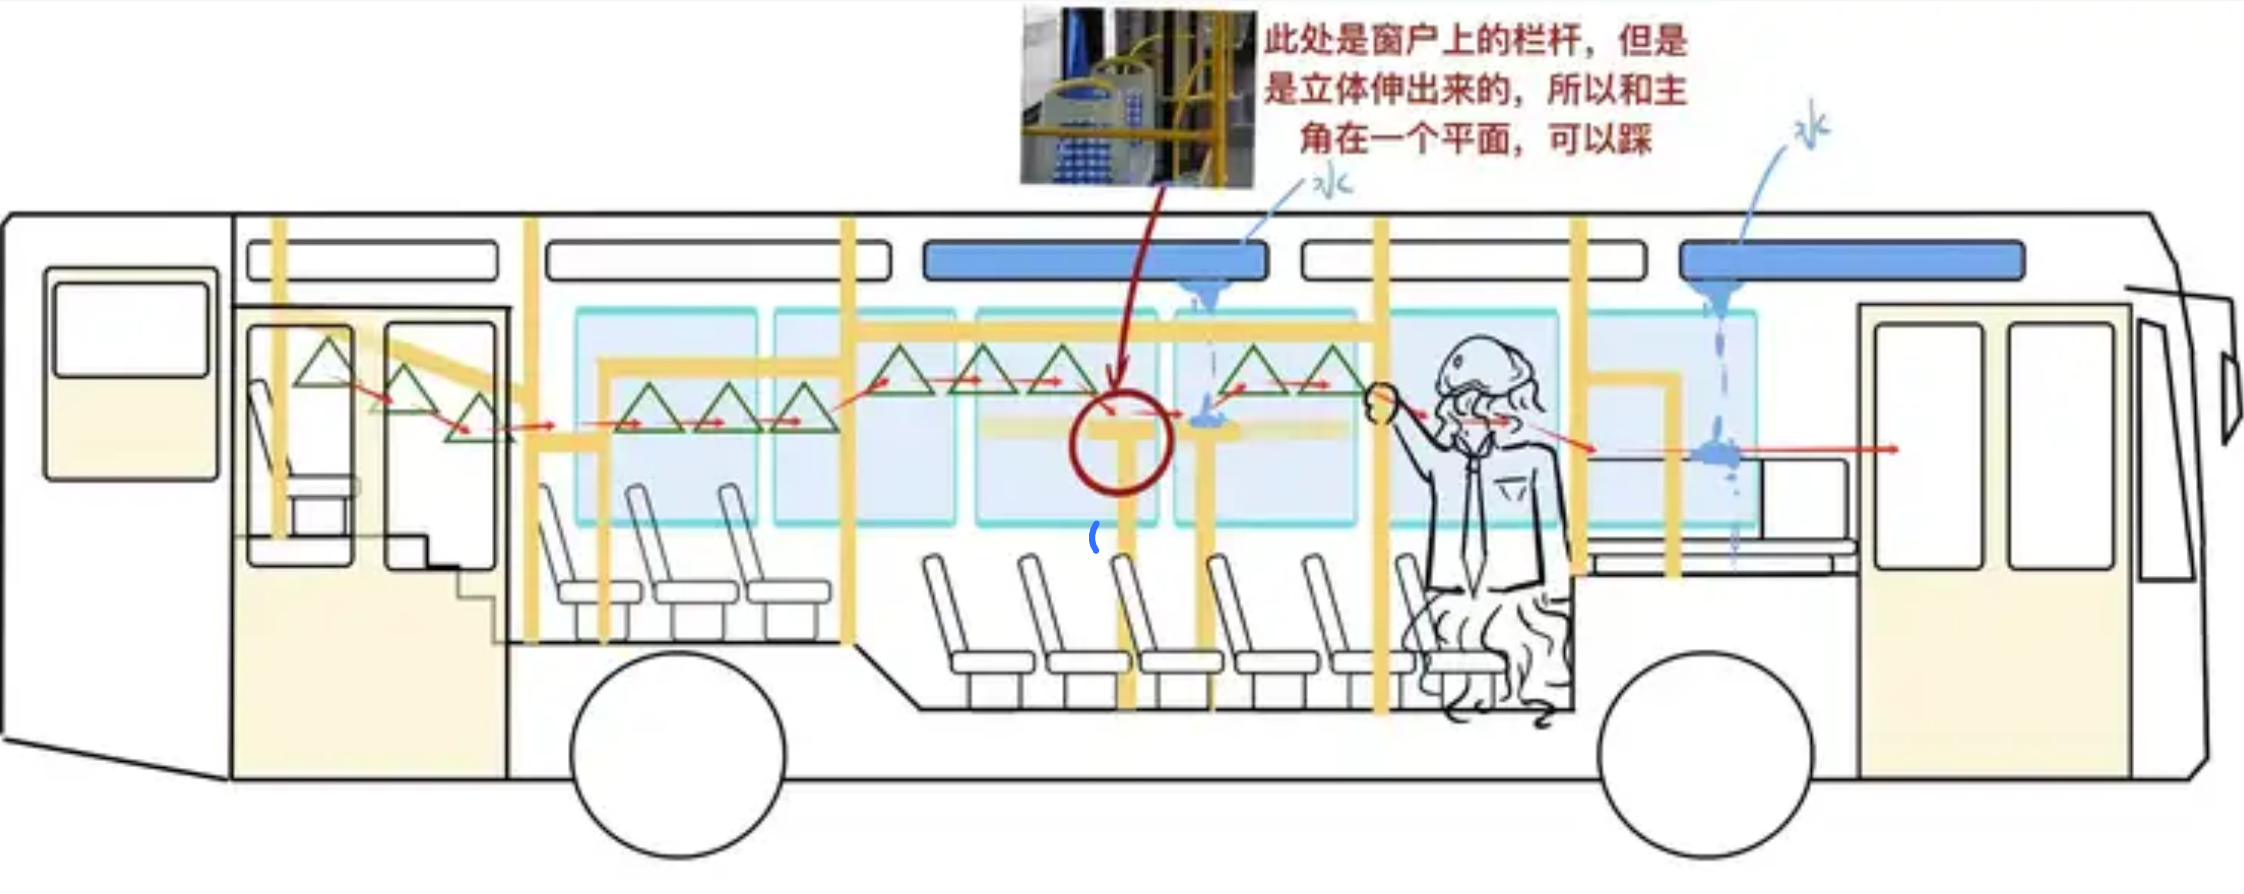 此处是窗户上的栏杆，但是
是立体伸出来的，所以和主
角在一个平面，可以踩
水
水